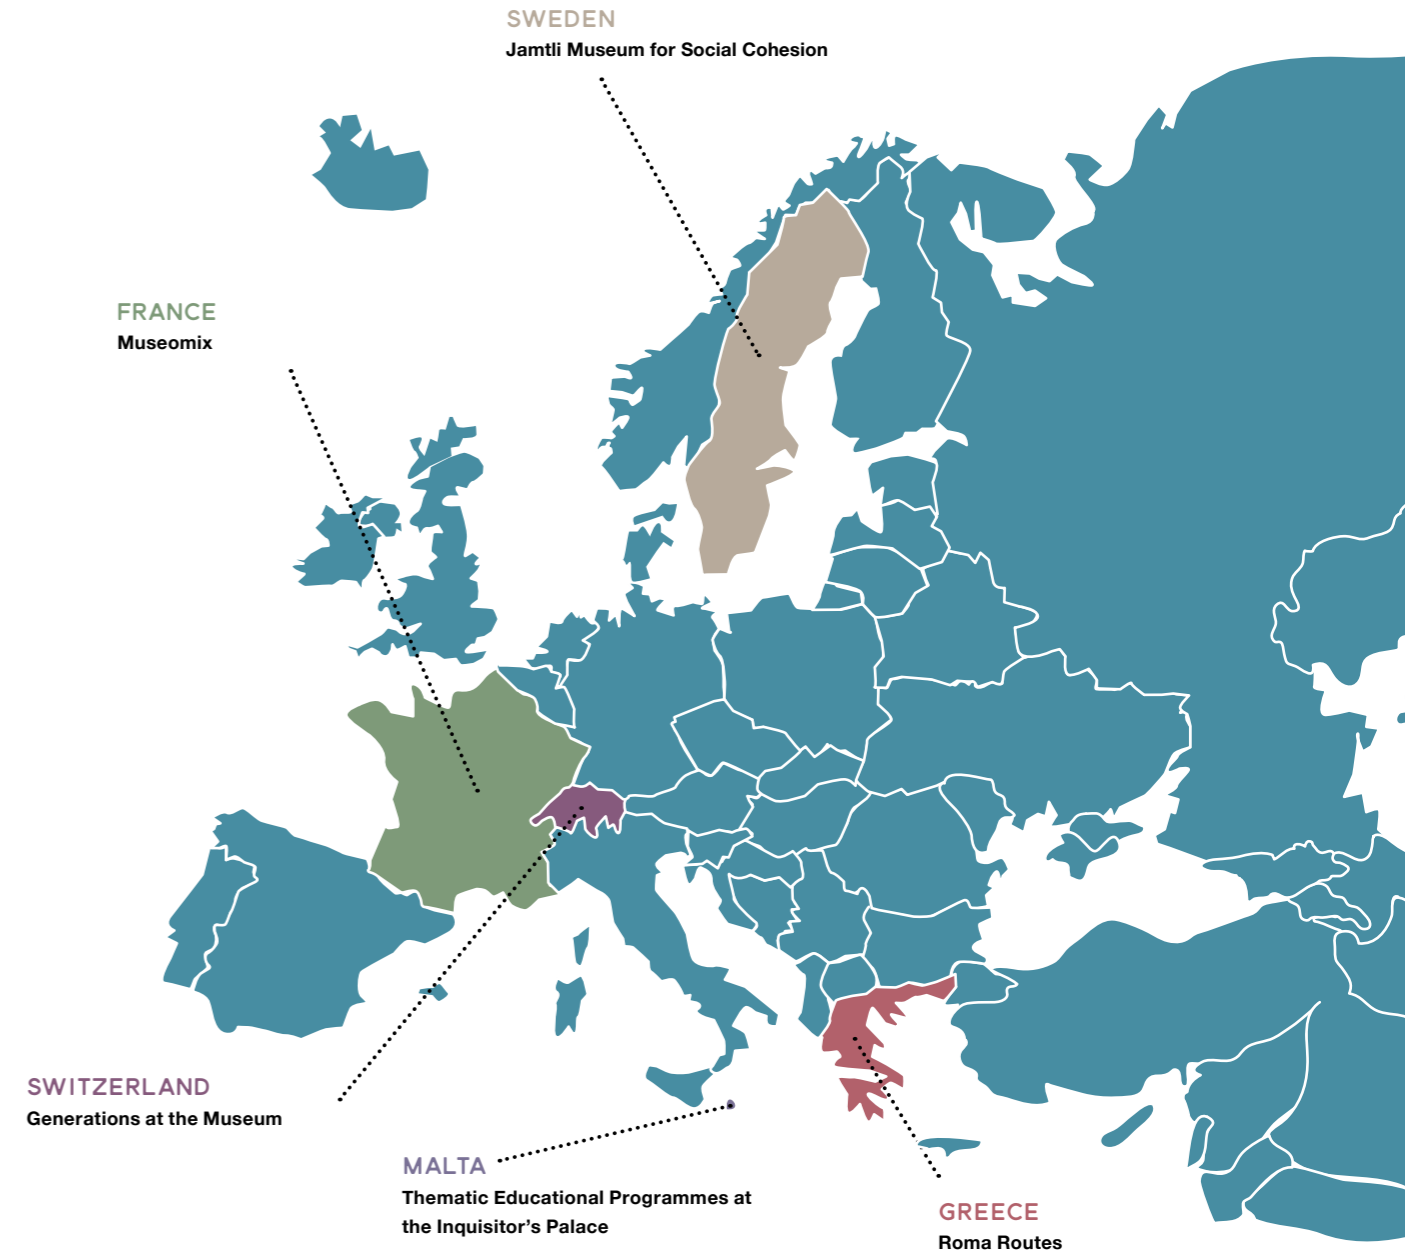 SWEDEN
Jamtli Museum for Social Cohesion
FRANCE
Museomix
SWITZERLAND
Generations at the Museum
MALTA
Thematic Educational Programmes at
the Inquisitor’s Palace
GREECE
Roma Routes